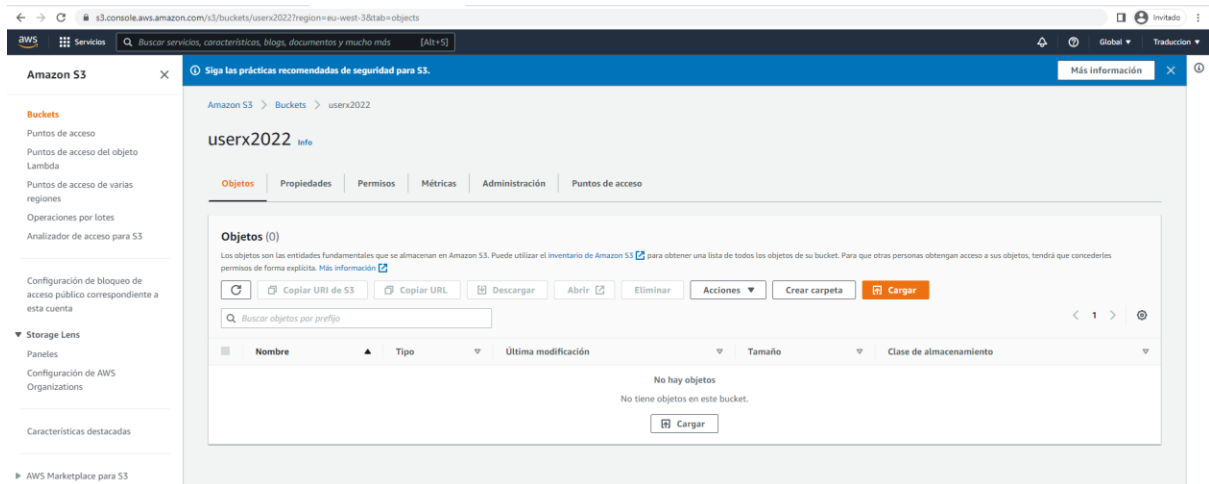 s3.console.aws.amazon.com/s3/buckets/userx2022?region=eu-west-3&tab=objects
Invitado
aws
Servicios
Buscar servicios, características, blogs, documentos y mucho más
[Alt+S]
Global
Traduccion
Amazon S3
Siga las prácticas recomendadas de seguridad para S3.
Más información
Buckets
Puntos de acceso
Puntos de acceso del objeto
Lambda
Puntos de acceso de varias
regiones
Operaciones por lotes
Analizador de acceso para S3
Configuración de bloqueo de
acceso público correspondiente a
esta cuenta
Storage Lens
Paneles
Configuración de AWS
Organizations
Características destacadas
AWS Marketplace para S3
Amazon S3 > Buckets > userx2022
userx2022 Info
Objetos
Propiedades
Permisos
Métricas
Administración
Puntos de acceso
Objetos (0)
Los objetos son las entidades fundamentales que se almacenan en Amazon S3. Puede utilizar el inventario de Amazon S3 para obtener una lista de todos los objetos de su bucket. Para que otras personas obtengan acceso a sus objetos, tendrá que concederles
permisos de forma explícita. Más información
Copiar URI de S3
Copiar URL
Descargar
Abrir
Eliminar
Acciones
Crear carpeta
Cargar
Buscar objetos por prefijo
1
Nombre
Tipo
Última modificación
Tamaño
Clase de almacenamiento
No hay objetos
No tiene objetos en este bucket.
Cargar